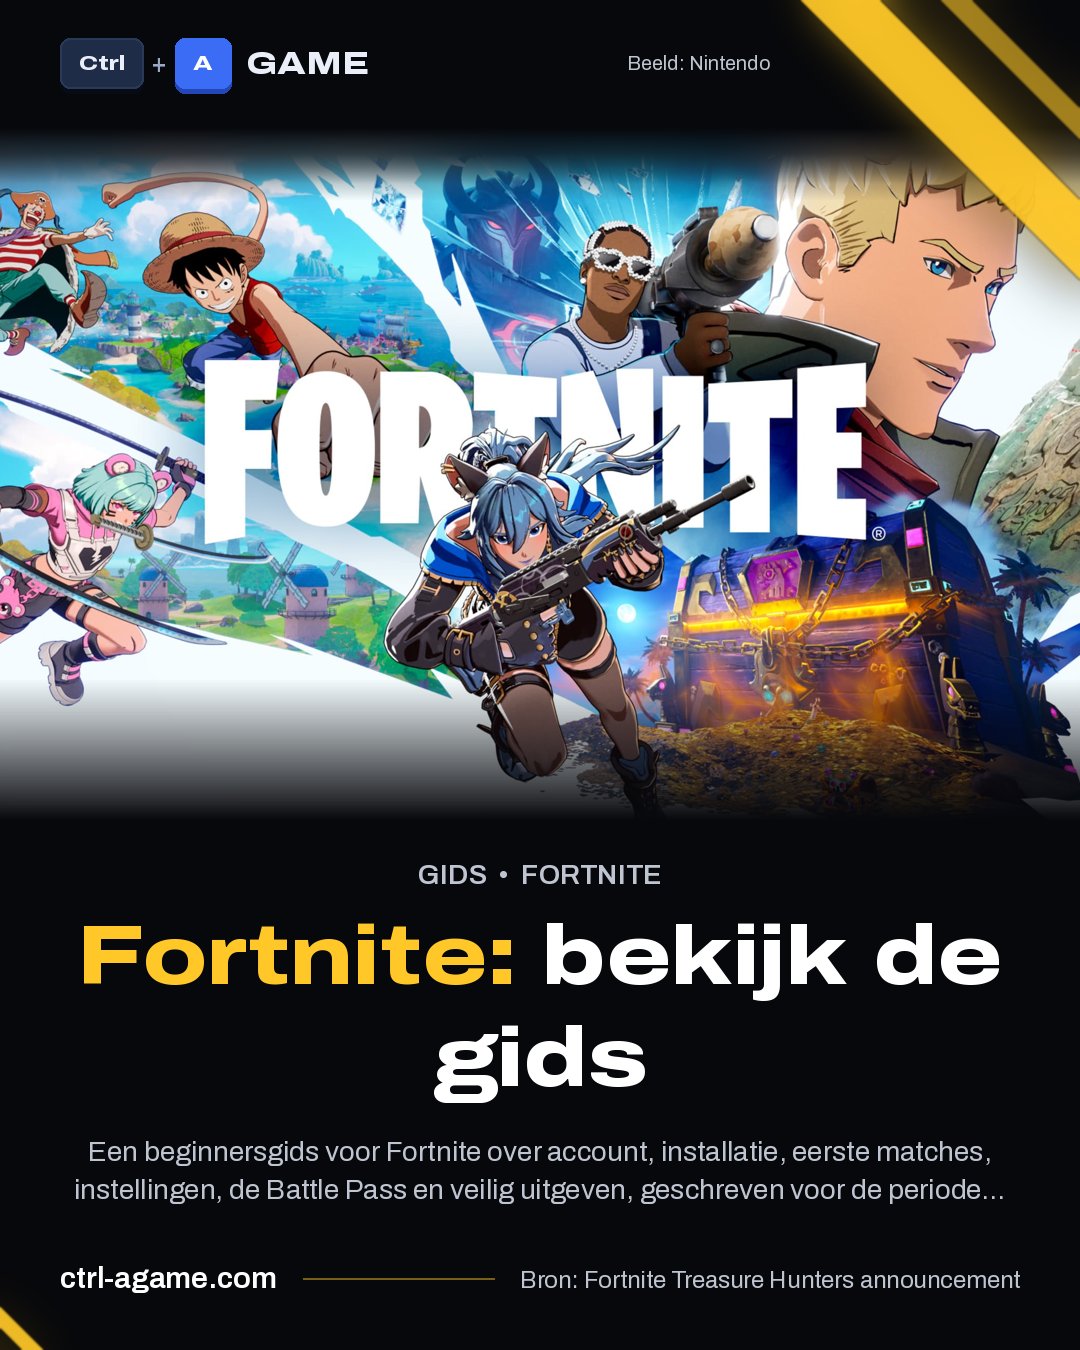 Ctrl + A GAME
Beeld: Nintendo
FORTNITE
®
GIDS • FORTNITE
Fortnite: bekijk de
gids
Een beginnersgids voor Fortnite over account, installatie, eerste matches,
instellingen, de Battle Pass en veilig uitgeven, geschreven voor de periode...
ctrl-agame.com
Bron: Fortnite Treasure Hunters announcement